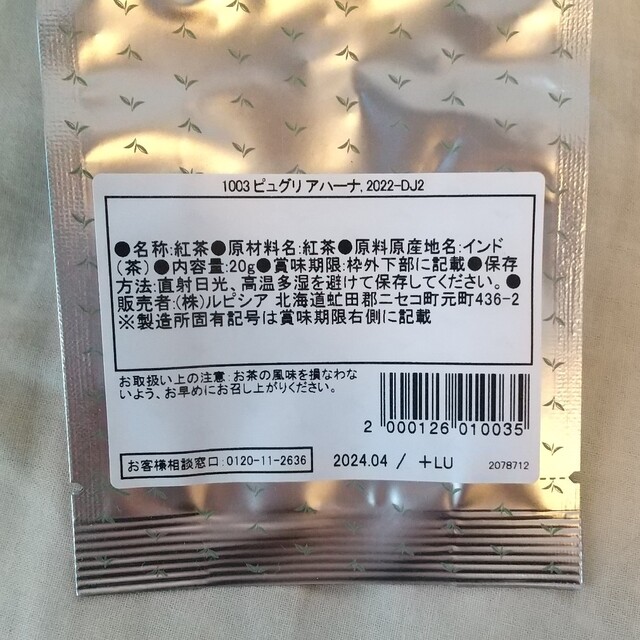 1003 ピュグリ アハーナ, 2022-DJ2
●名称:紅茶●原材料名:紅茶●原料原産地名:インド
(茶)●内容量:20g●賞味期限:枠外下部に記載●保存
方法:直射日光、高温多湿を避けて保存してください。●
販売者:(株)ルピシア 北海道虻田郡ニセコ町元町436-2
※製造所固有記号は賞味期限右側に記載
お取扱い上の注意:お茶の風味を損なわな
いよう、お早めにお召し上がりください。
2 000126 010035
お客様相談窓口:0120-11-2636
2024.04 / +LU
2078712